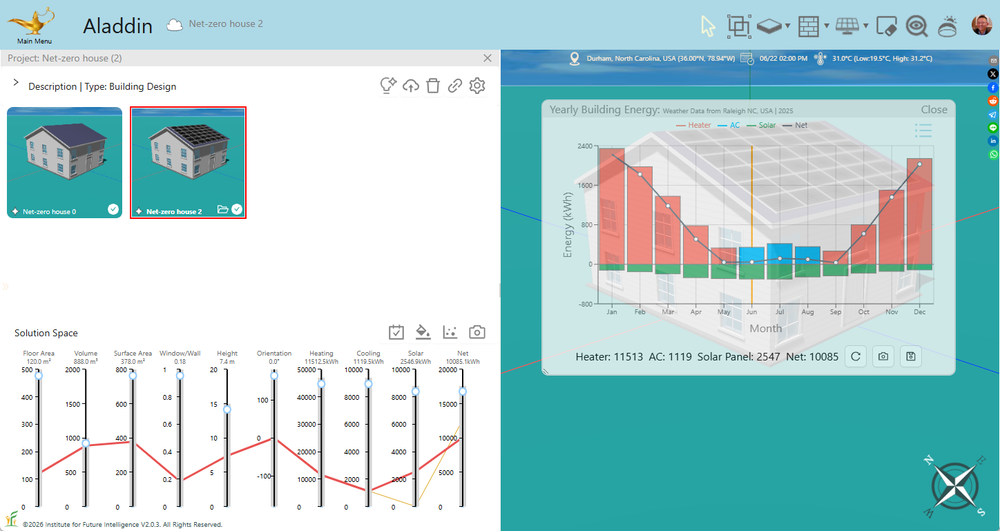 Aladdin
Net-zero house 2
Main Menu
Project: Net-zero house (2)
Description | Type: Building Design
Net-zero house 0
Net-zero house 2
Solution Space
Floor Area Volume Surface Area Window/Wall Height Orientation Heating Cooling Solar Net
120.0 m² 888.0 m³ 378.0 m² 0.18 7.4 m 0.0° 11512.5kWh 1119.5kWh 2546.9kWh 10085.1kWh
500 2000 800 1 20 50000 10000 10000 20000
400 1500 600 0.8 15 100 40000 8000 8000 15000
300 1000 400 0.6 10 0 30000 6000 6000 10000
200 500 200 0.4 5 -100 20000 4000 4000 5000
100 0.2 10000 2000 2000
0 0 0 0 0 0 0 0 0
©2026 Institute for Future Intelligence V2.0.3. All Rights Reserved.
Durham, North Carolina, USA (36.00°N, 78.94°W) 06/22 02:00 PM 31.0°C (Low:19.5°C, High: 31.2°C)
Yearly Building Energy: Weather Data from Raleigh NC, USA | 2025 Close
Heater AC Solar Net
2400
1600
800
0
-800
Energy (kWh)
Jan Feb Mar Apr May Jun Jul Aug Sep Oct Nov Dec
Month
Heater: 11513 AC: 1119 Solar Panel: 2547 Net: 10085
N E
W S